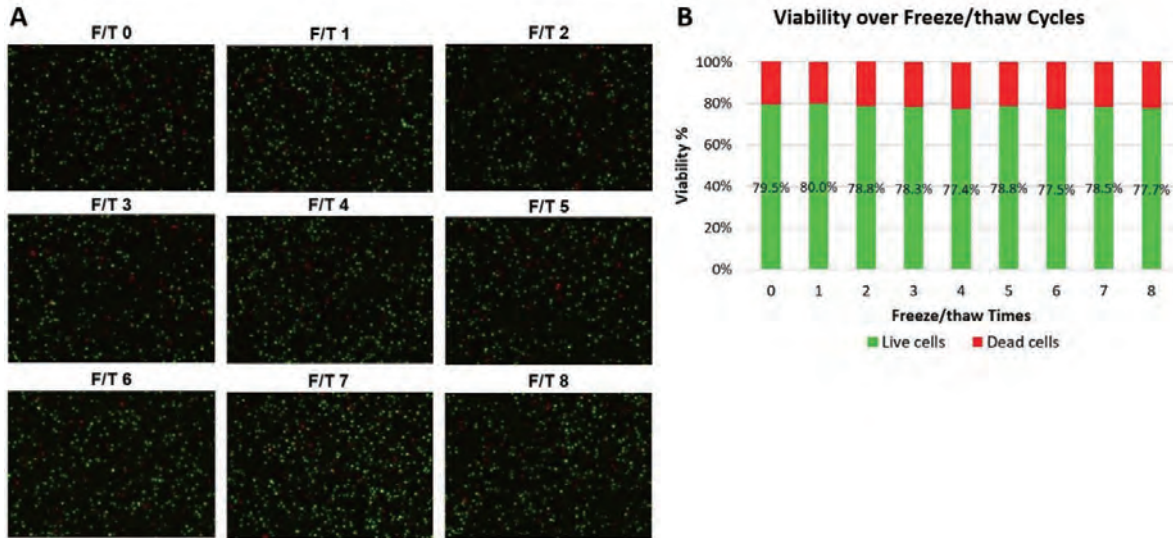 A
F/T 0
F/T 1
F/T 2
F/T 3
F/T 4
F/T 5
F/T 6
F/T 7
F/T 8
B
Viability over Freeze/thaw Cycles
Viability %
100%
80%
60%
40%
20%
0%
79.5% 80.0% 78.8% 78.3% 77.4% 78.8% 77.5% 78.5% 77.7%
0 1 2 3 4 5 6 7 8
Freeze/thaw Times
Live cells Dead cells